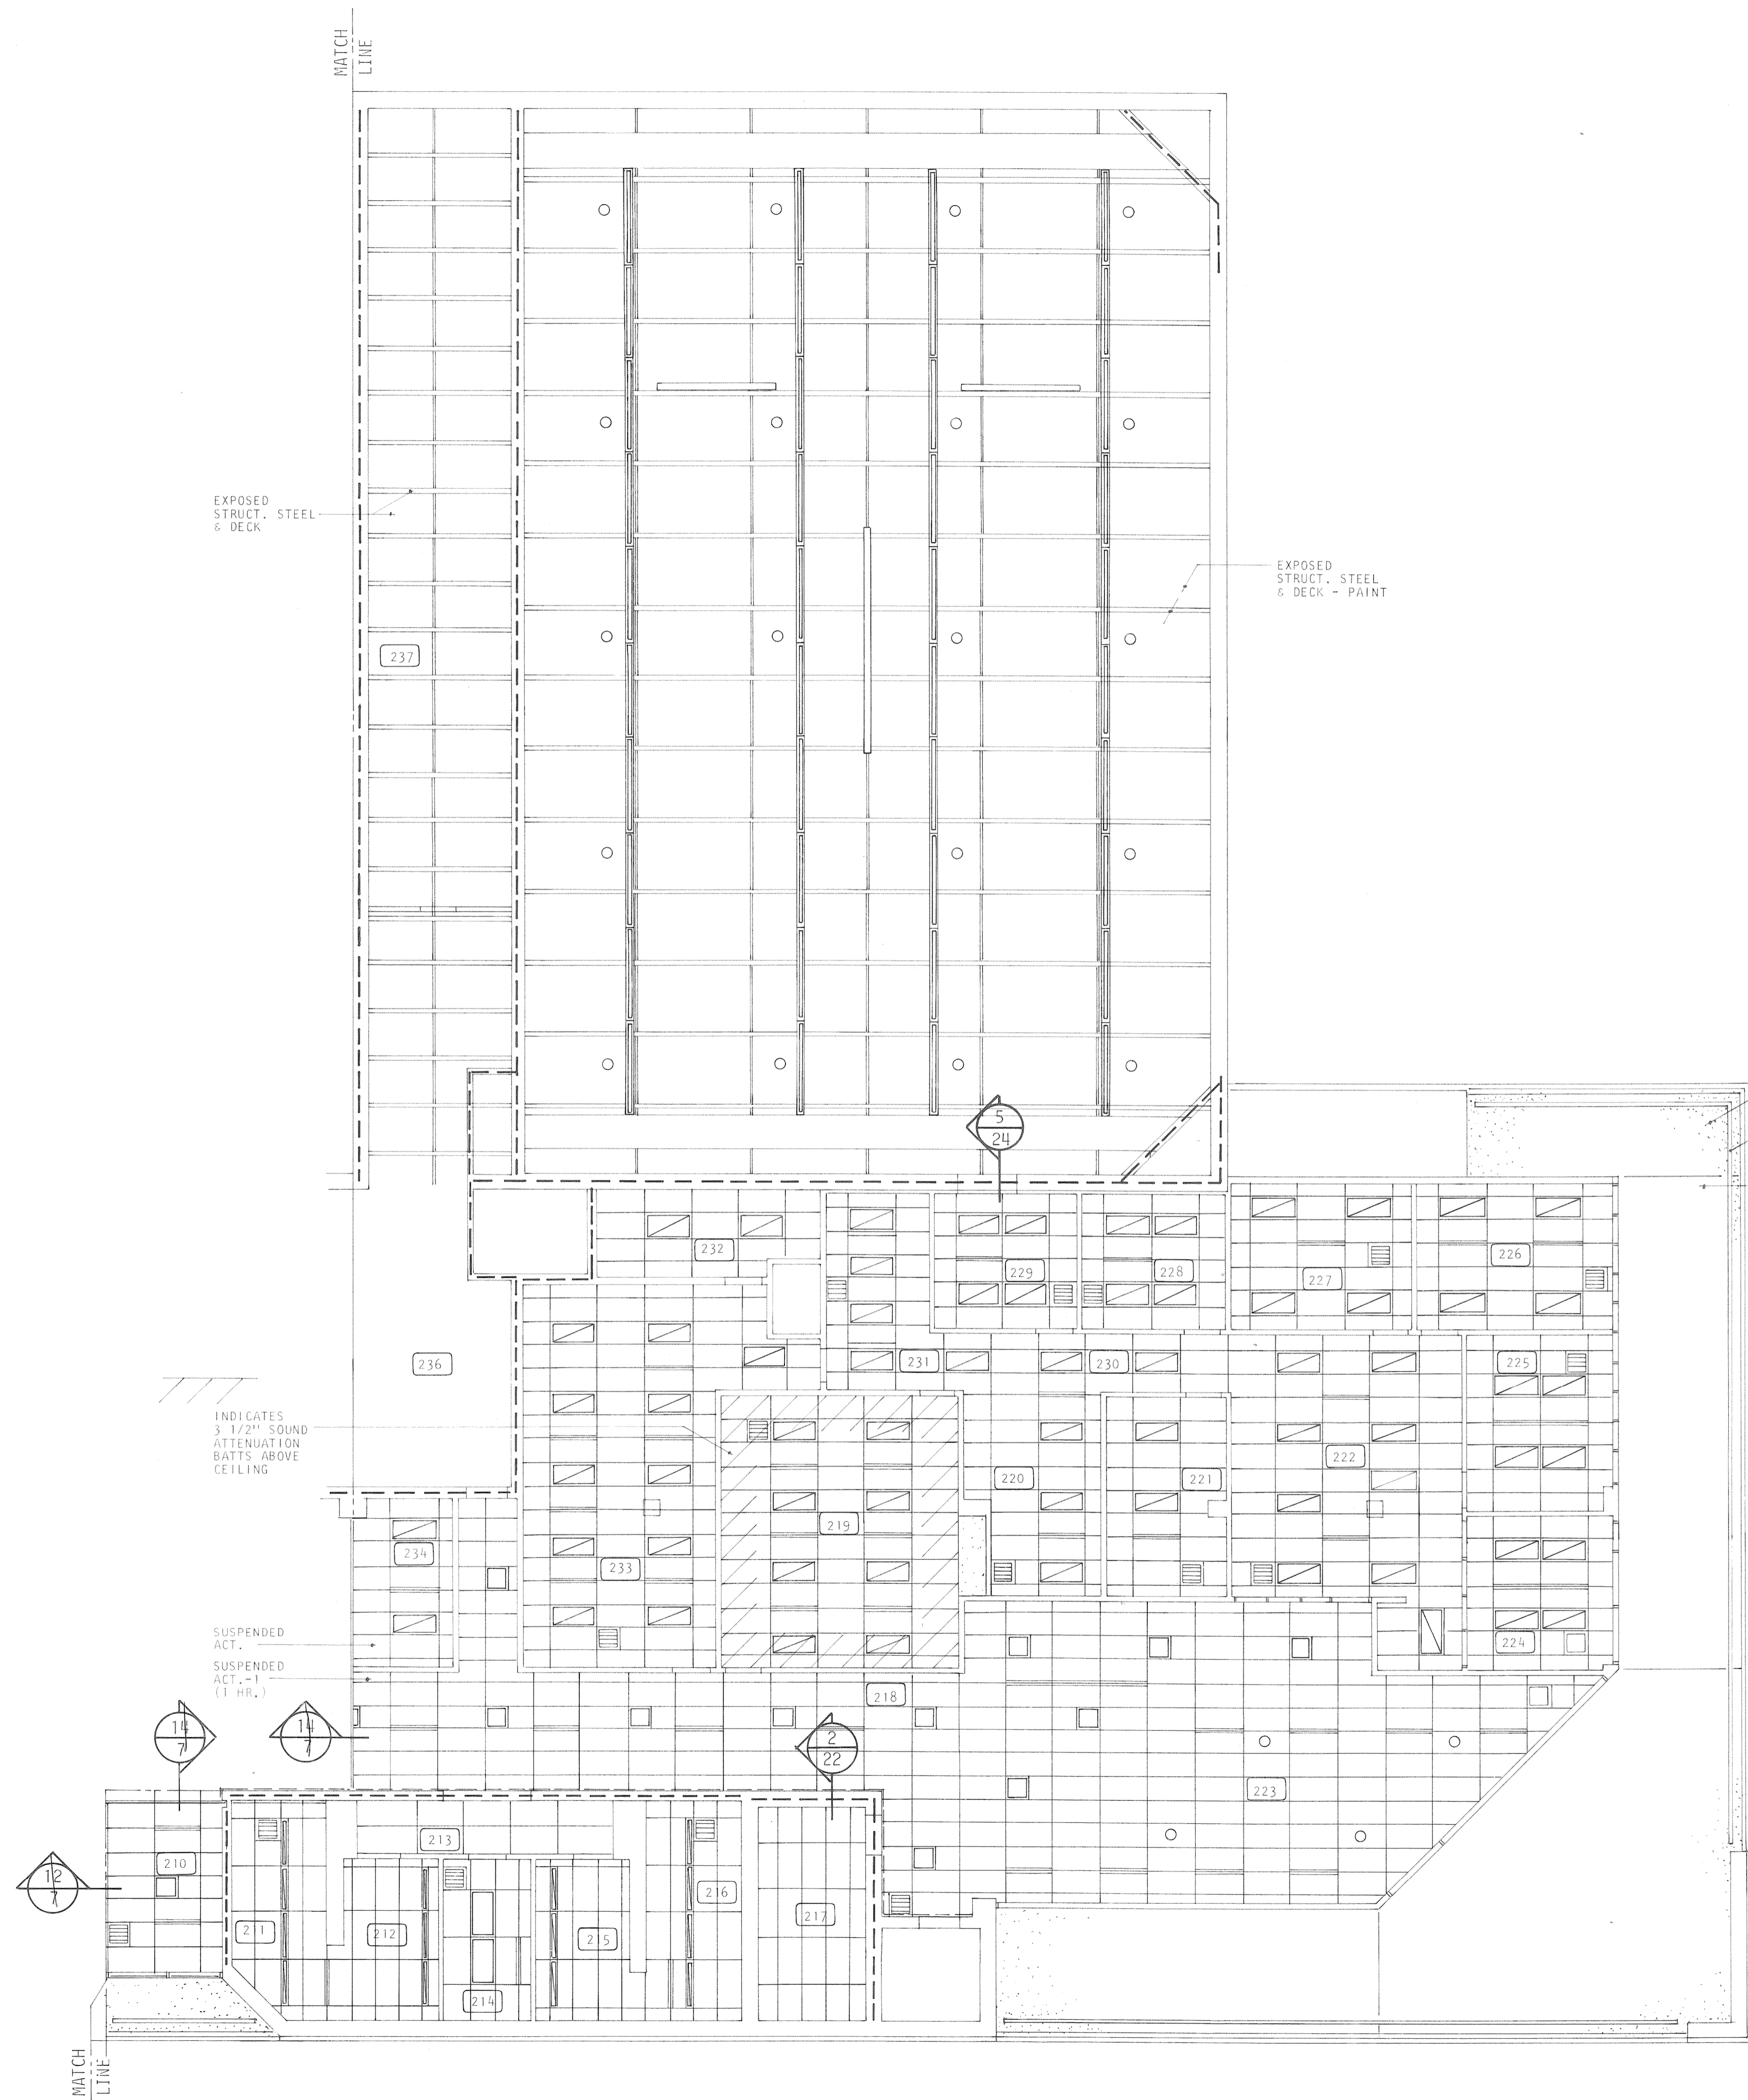 MATCH
LINE
EXPOSED
STRUCT. STEEL
& DECK
EXPOSED
STRUCT. STEEL
& DECK - PAINT
237
5
24
232
229
228
227
226
236
231
230
225
INDICATES
3 1/2" SOUND
ATTENUATION
BATTS ABOVE
CEILING
220
221
222
219
234
233
SUSPENDED
ACT.
224
SUSPENDED
ACT.-1
(1 HR.)
218
14
7
14
7
2
22
223
213
210
12
7
216
211
212
215
217
214
MATCH
LINE